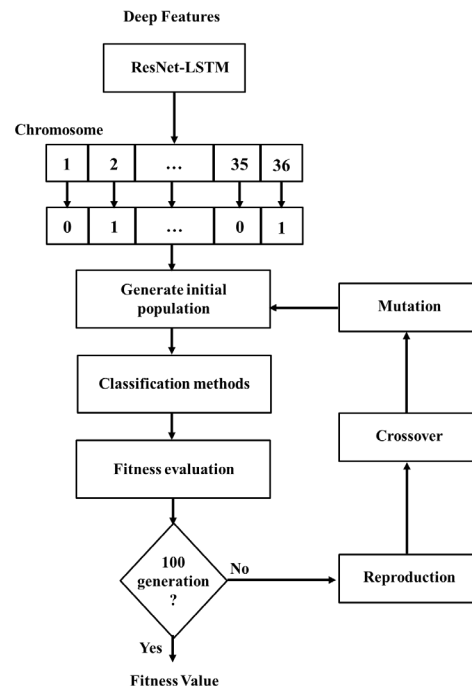 Deep Features
ResNet-LSTM
Chromosome
1 2 ... 35 36
0 1 ... 0 1
Generate initial
population
Mutation
Classification methods
Crossover
Fitness evaluation
100
generation
?
No
Reproduction
Yes
Fitness Value